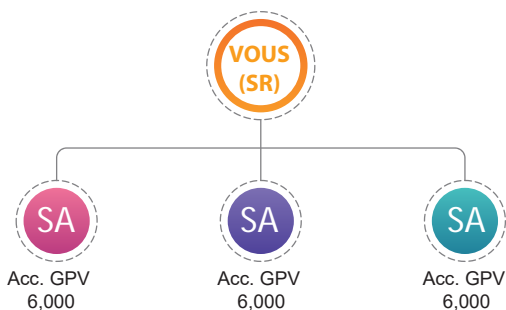 VOUS
(SR)
SA
SA
SA
Acc. GPV
6,000
Acc. GPV
6,000
Acc. GPV
6,000